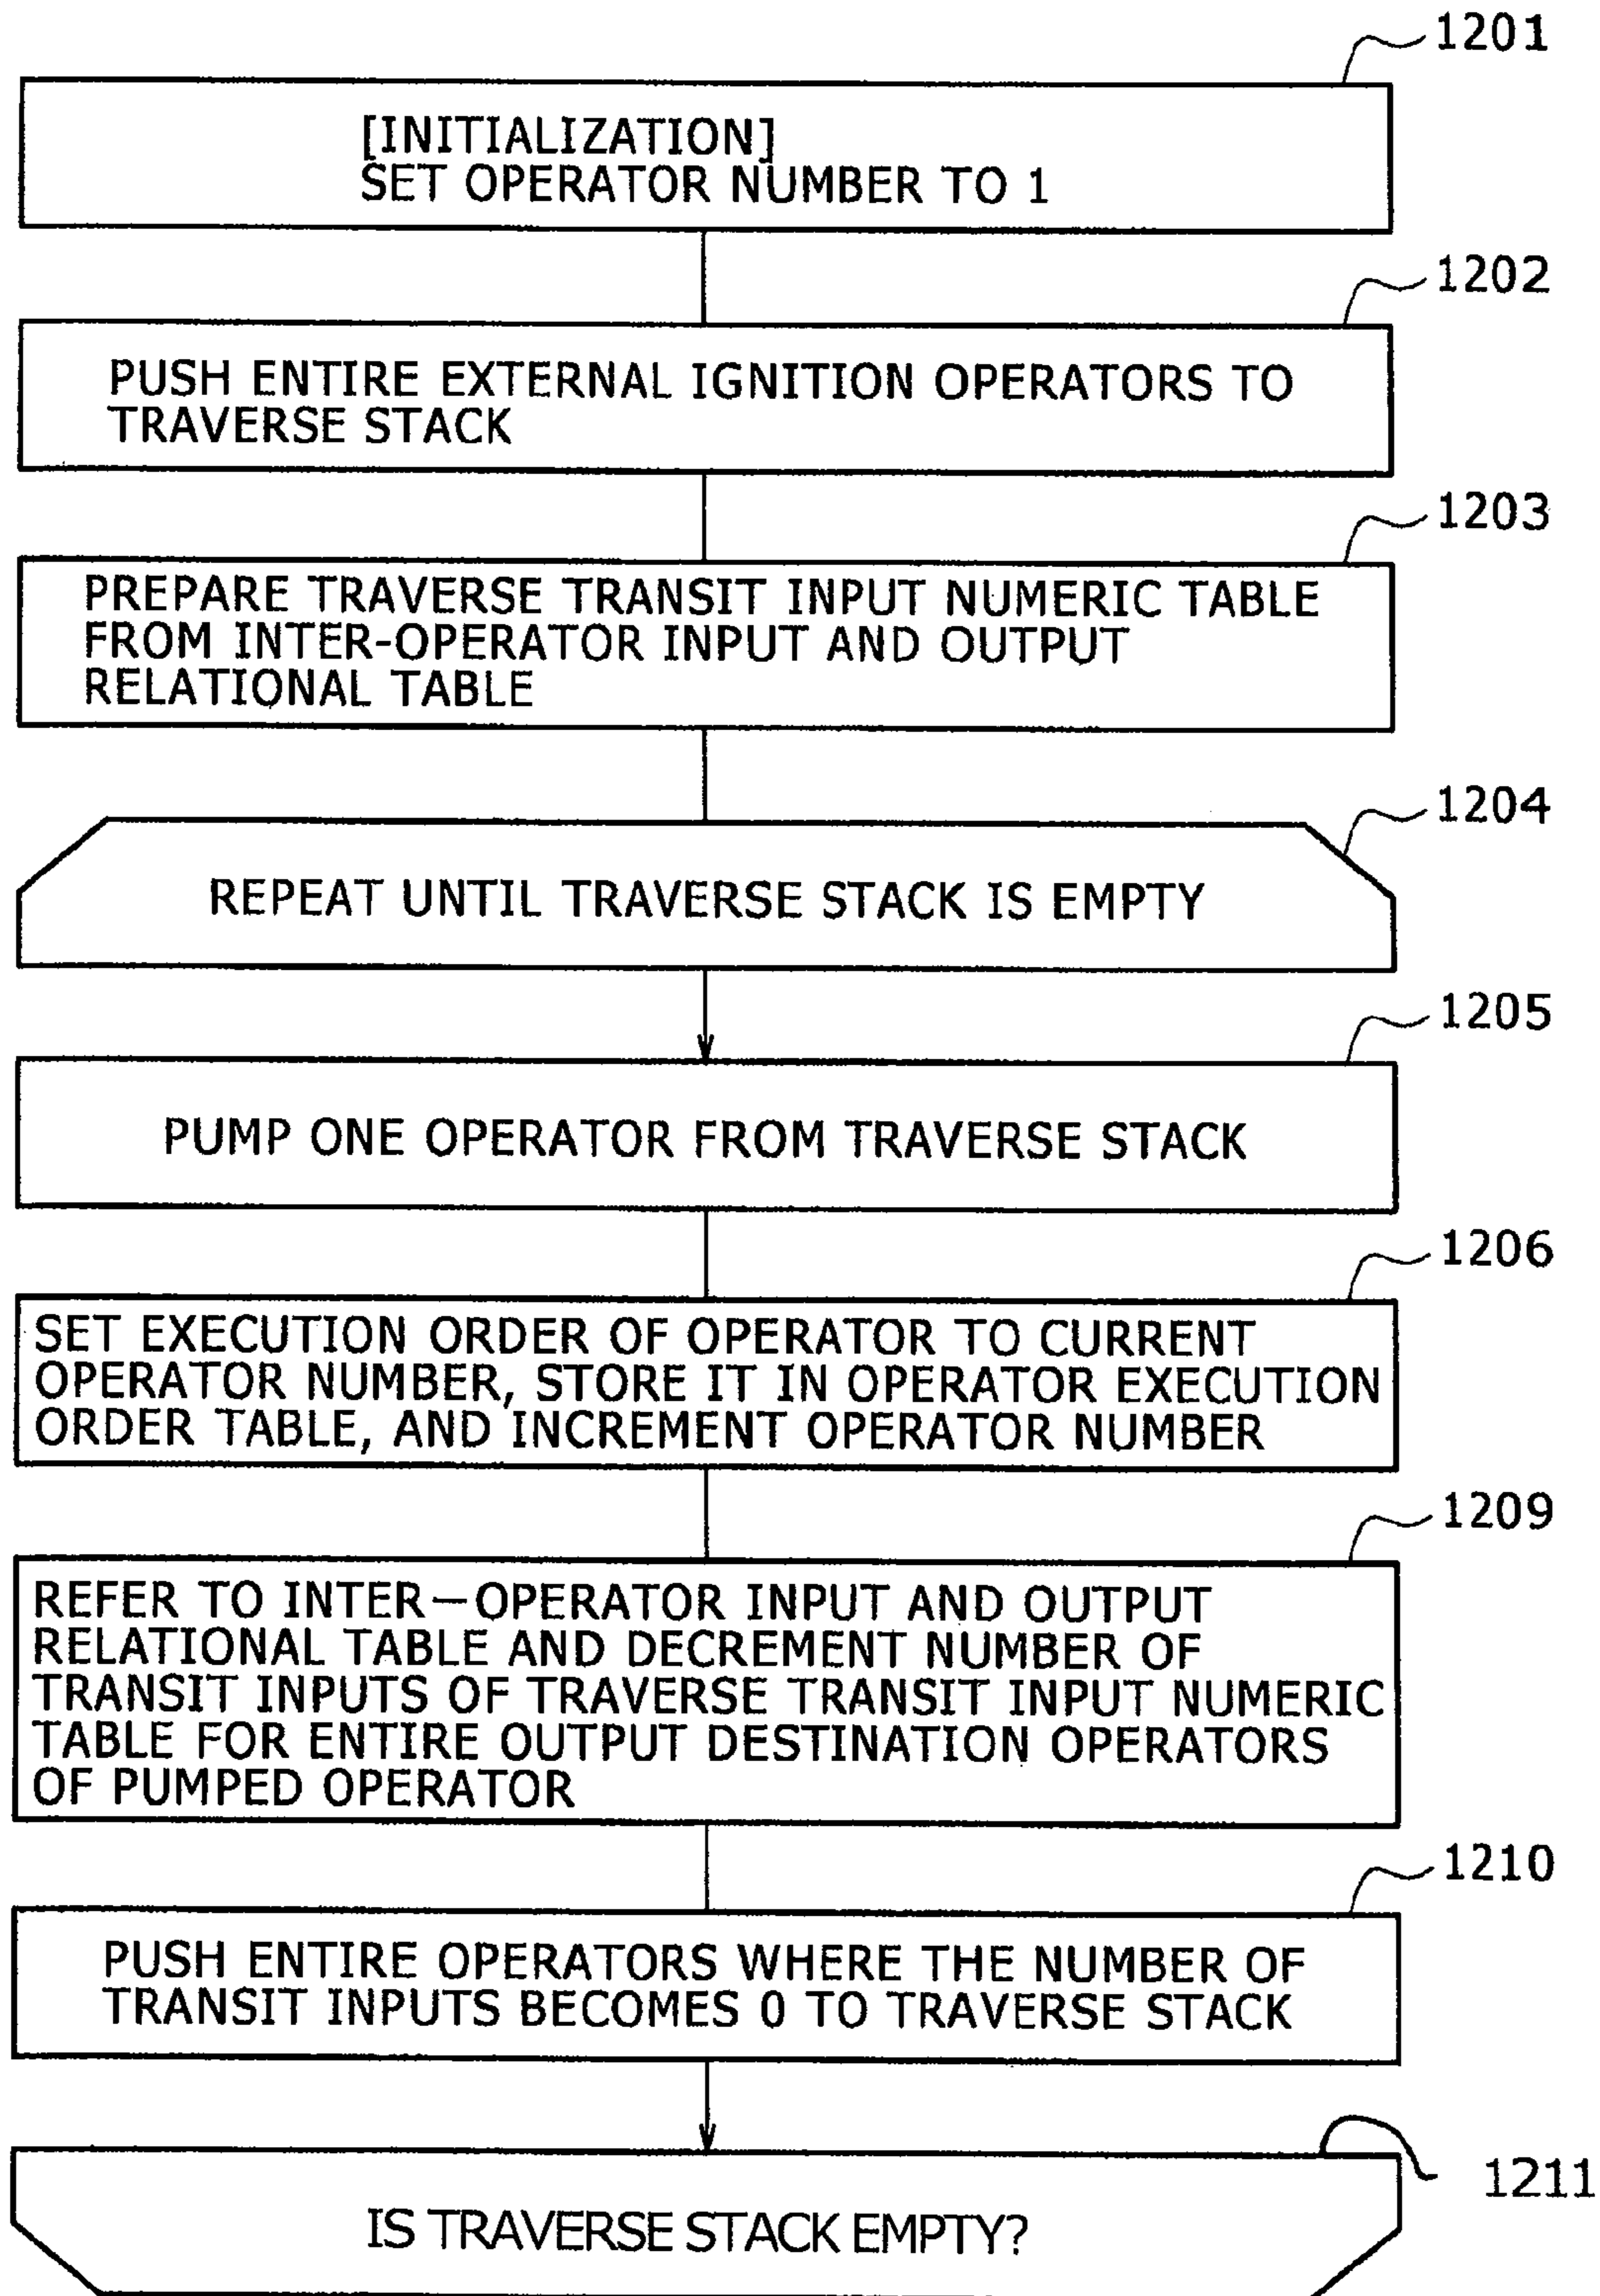 1201
[INITIALIZATION]
SET OPERATOR NUMBER TO 1
1202
PUSH ENTIRE EXTERNAL IGNITION OPERATORS TO
TRAVERSE STACK
1203
PREPARE TRAVERSE TRANSIT INPUT NUMERIC TABLE
FROM INTER-OPERATOR INPUT AND OUTPUT
RELATIONAL TABLE
1204
REPEAT UNTIL TRAVERSE STACK IS EMPTY
1205
PUMP ONE OPERATOR FROM TRAVERSE STACK
1206
SET EXECUTION ORDER OF OPERATOR TO CURRENT
OPERATOR NUMBER, STORE IT IN OPERATOR EXECUTION
ORDER TABLE, AND INCREMENT OPERATOR NUMBER
1209
REFER TO INTER—OPERATOR INPUT AND OUTPUT
RELATIONAL TABLE AND DECREMENT NUMBER OF
TRANSIT INPUTS OF TRAVERSE TRANSIT INPUT NUMERIC
TABLE FOR ENTIRE OUTPUT DESTINATION OPERATORS
OF PUMPED OPERATOR
1210
PUSH ENTIRE OPERATORS WHERE THE NUMBER OF
TRANSIT INPUTS BECOMES 0 TO TRAVERSE STACK
1211
IS TRAVERSE STACK EMPTY?